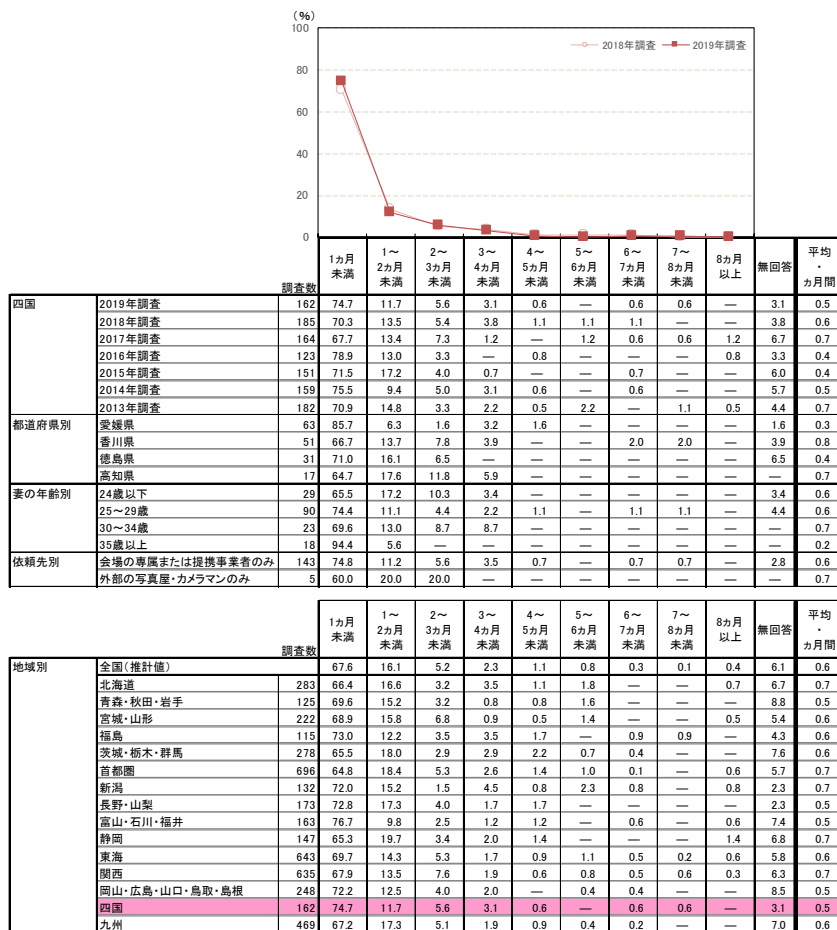 (%)
100
80
60
40
20
0
2018年調査 2019年調査
調査数 1ヵ月未満 1～2ヵ月未満 2～3ヵ月未満 3～4ヵ月未満 4～5ヵ月未満 5～6ヵ月未満 6～7ヵ月未満 7～8ヵ月未満 8ヵ月以上 無回答 平均・ヵ月間
四国 2019年調査 162 74.7 11.7 5.6 3.1 0.6 — 0.6 0.6 — 3.1 0.5
2018年調査 185 70.3 13.5 5.4 3.8 1.1 1.1 1.1 — — 3.8 0.6
2017年調査 164 67.7 13.4 7.3 1.2 — 1.2 0.6 0.6 1.2 6.7 0.7
2016年調査 123 78.9 13.0 3.3 — 0.8 — — — 0.8 3.3 0.4
2015年調査 151 71.5 17.2 4.0 0.7 — — 0.7 — — 6.0 0.4
2014年調査 159 75.5 9.4 5.0 3.1 0.6 — 0.6 — — 5.7 0.5
2013年調査 182 70.9 14.8 3.3 2.2 0.5 2.2 — 1.1 0.5 4.4 0.7
都道府県別 愛媛県 63 85.7 6.3 1.6 3.2 1.6 — — — — 1.6 0.3
香川県 51 66.7 13.7 7.8 3.9 — — 2.0 2.0 — 3.9 0.8
徳島県 31 71.0 16.1 6.5 — — — — — — 6.5 0.4
高知県 17 64.7 17.6 11.8 5.9 — — — — — — 0.7
妻の年齢別 24歳以下 29 65.5 17.2 10.3 3.4 — — — — — 3.4 0.6
25～29歳 90 74.4 11.1 4.4 2.2 1.1 — 1.1 1.1 — 4.4 0.6
30～34歳 23 69.6 13.0 8.7 8.7 — — — — — — 0.7
35歳以上 18 94.4 5.6 — — — — — — — — 0.2
依頼先別 会場の専属または提携事業者のみ 143 74.8 11.2 5.6 3.5 0.7 — 0.7 0.7 — 2.8 0.6
外部の写真屋・カメラマンのみ 5 60.0 20.0 20.0 — — — — — — — 0.7
調査数 1ヵ月未満 1～2ヵ月未満 2～3ヵ月未満 3～4ヵ月未満 4～5ヵ月未満 5～6ヵ月未満 6～7ヵ月未満 7～8ヵ月未満 8ヵ月以上 無回答 平均・ヵ月間
地域別 全国(推計値) 67.6 16.1 5.2 2.3 1.1 0.8 0.3 0.1 0.4 6.1 0.6
北海道 283 66.4 16.6 3.2 3.5 1.1 1.8 — — 0.7 6.7 0.7
青森・秋田・岩手 125 69.6 15.2 3.2 0.8 0.8 1.6 — — — 8.8 0.5
宮城・山形 222 68.9 15.8 6.8 0.9 0.5 1.4 — — 0.5 5.4 0.6
福島 115 73.0 12.2 3.5 3.5 1.7 — 0.9 0.9 — 4.3 0.6
茨城・栃木・群馬 278 65.5 18.0 2.9 2.9 2.2 0.7 0.4 — — 7.6 0.6
首都圏 696 64.8 18.4 5.3 2.6 1.4 1.0 0.1 — 0.6 5.7 0.7
新潟 132 72.0 15.2 1.5 4.5 0.8 2.3 0.8 — 0.8 2.3 0.7
長野・山梨 173 72.8 17.3 4.0 1.7 1.7 — — — — 2.3 0.5
富山・石川・福井 163 76.7 9.8 2.5 1.2 1.2 — 0.6 — 0.6 7.4 0.5
静岡 147 65.3 19.7 3.4 2.0 1.4 — — — 1.4 6.8 0.7
東海 643 69.7 14.3 5.3 1.7 0.9 1.1 0.5 0.2 0.6 5.8 0.6
関西 635 67.9 13.5 7.6 1.9 0.6 0.8 0.5 0.6 0.3 6.3 0.7
岡山・広島・山口・鳥取・島根 248 72.2 12.5 4.0 2.0 — 0.4 0.4 — — 8.5 0.5
四国 162 74.7 11.7 5.6 3.1 0.6 — 0.6 0.6 — 3.1 0.5
九州 469 67.2 17.3 5.1 1.9 0.9 0.4 0.2 — — 7.0 0.6